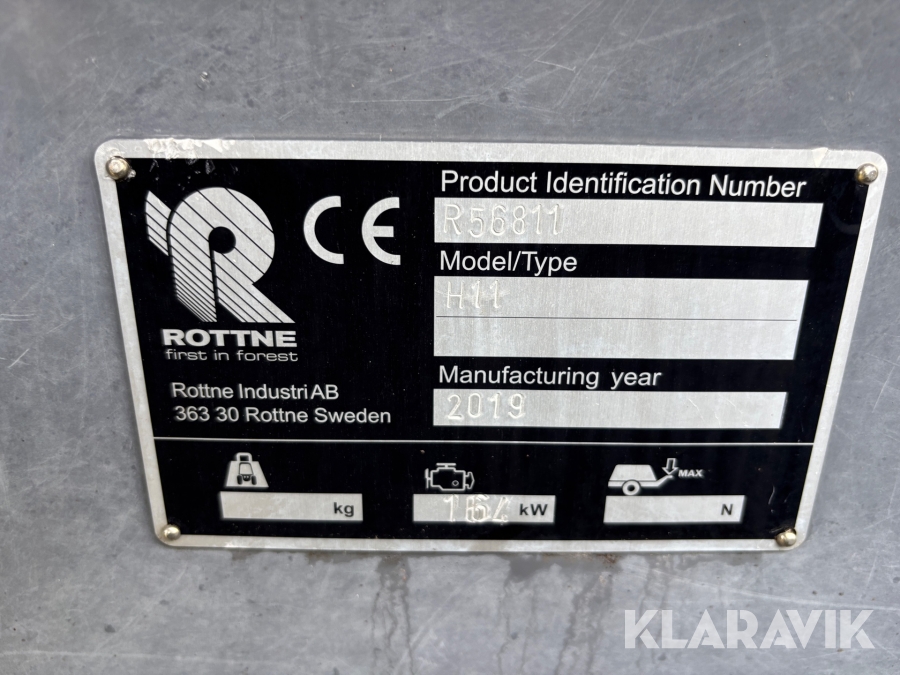 ROTTNE
first in forest
Rottne Industri AB
363 30 Rottne Sweden
CE
Product Identification Number
R56811
Model/Type
H11
Manufacturing year
2019
kg
164 kW
MAX
N
KLARAVIK